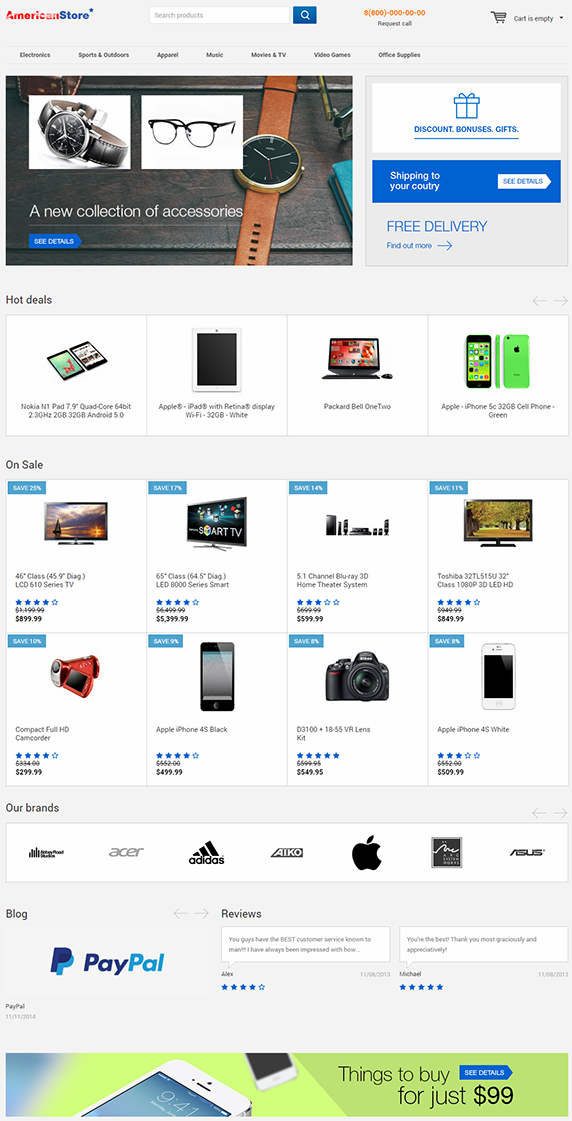 AmericanStore*
Search products
8(800)-000-00-00
Request call
Cart is empty
Electronics
Sports & Outdoors
Apparel
Music
Movies & TV
Video Games
Office Supplies
A new collection of accessories
SEE DETAILS
DISCOUNT. BONUSES. GIFTS.
Shipping to
your coutry
SEE DETAILS
FREE DELIVERY
Find out more
Hot deals
Nokia N1 Pad 7.9" Quad-Core 64bit
2.3GHz 2GB 32GB Android 5.0
Apple® - iPad® with Retina® display
Wi-Fi - 32GB - White
Packard Bell OneTwo
Apple - iPhone 5c 32GB Cell Phone -
Green
On Sale
SAVE 25%
46" Class (45.9" Diag.)
LCD 610 Series TV
$1,199.99
$899.99
SAVE 17%
SMART TV
65" Class (64.5" Diag.)
LED 8000 Series Smart
$6,499.99
$5,399.99
SAVE 14%
5.1 Channel Blu-ray 3D
Home Theater System
$699.99
$599.99
SAVE 11%
Toshiba 32TL515U 32"
Class 1080P 3D LED HD
$949.99
$849.99
SAVE 10%
Compact Full HD
Camcorder
$334.00
$299.99
SAVE 9%
Apple iPhone 4S Black
$552.00
$499.99
SAVE 8%
Nikon
D3100 + 18-55 VR Lens
Kit
$599.95
$549.95
SAVE 8%
Apple iPhone 4S White
$552.00
$509.99
Our brands
Abbey Road
Studios
acer
adidas
AIKO
ASUS
Blog
PayPal
PayPal
11/11/2014
Reviews
You guys have the BEST customer service known to
man!!! I have always been impressed with how...
Alex
11/08/2013
You're the best! Thank you most graciously and
appreciatively!
Michael
11/08/2013
9:41
Things to buy
SEE DETAILS
for just $99